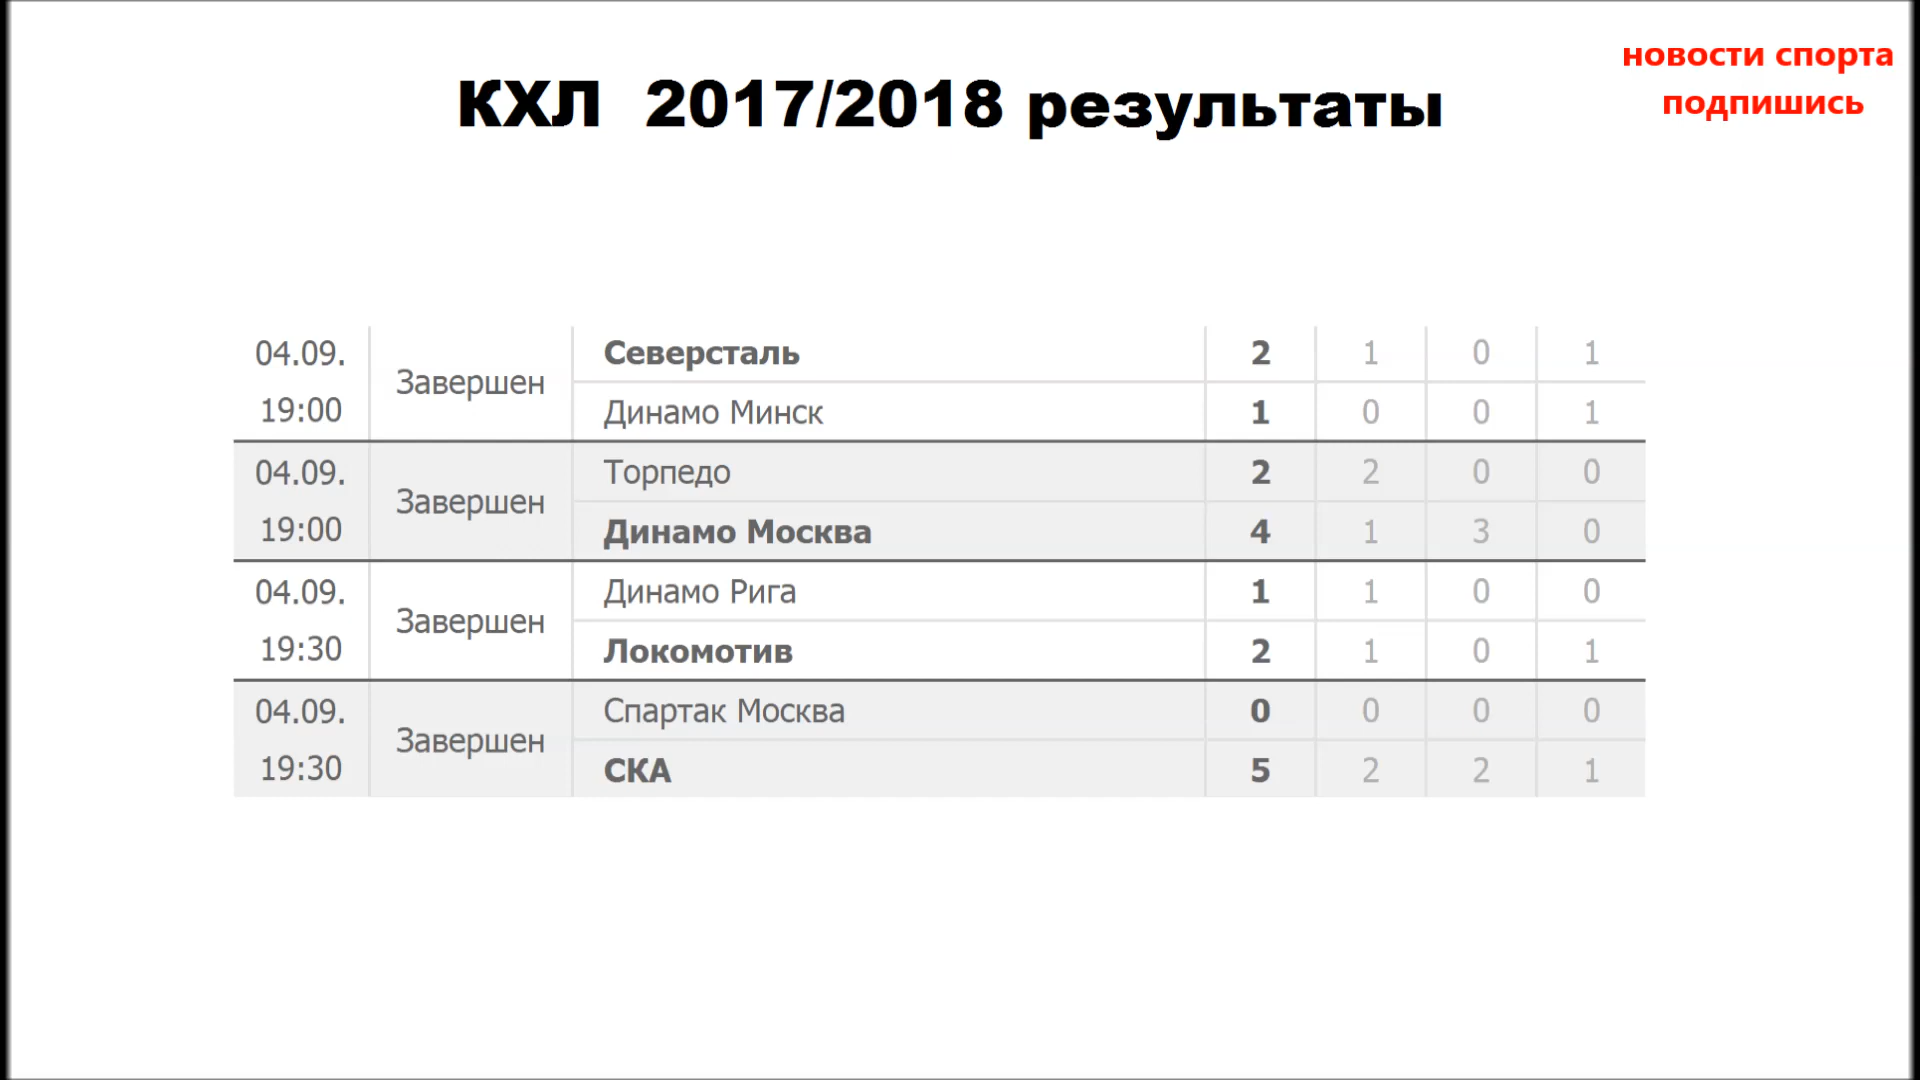 новости спорта
подпишись
КХЛ 2017/2018 результаты
04.09. 19:00 Завершен Северсталь 2 1 0 1
Динамо Минск 1 0 0 1
04.09. 19:00 Завершен Торпедо 2 2 0 0
Динамо Москва 4 1 3 0
04.09. 19:30 Завершен Динамо Рига 1 1 0 0
Локомотив 2 1 0 1
04.09. 19:30 Завершен Спартак Москва 0 0 0 0
СКА 5 2 2 1